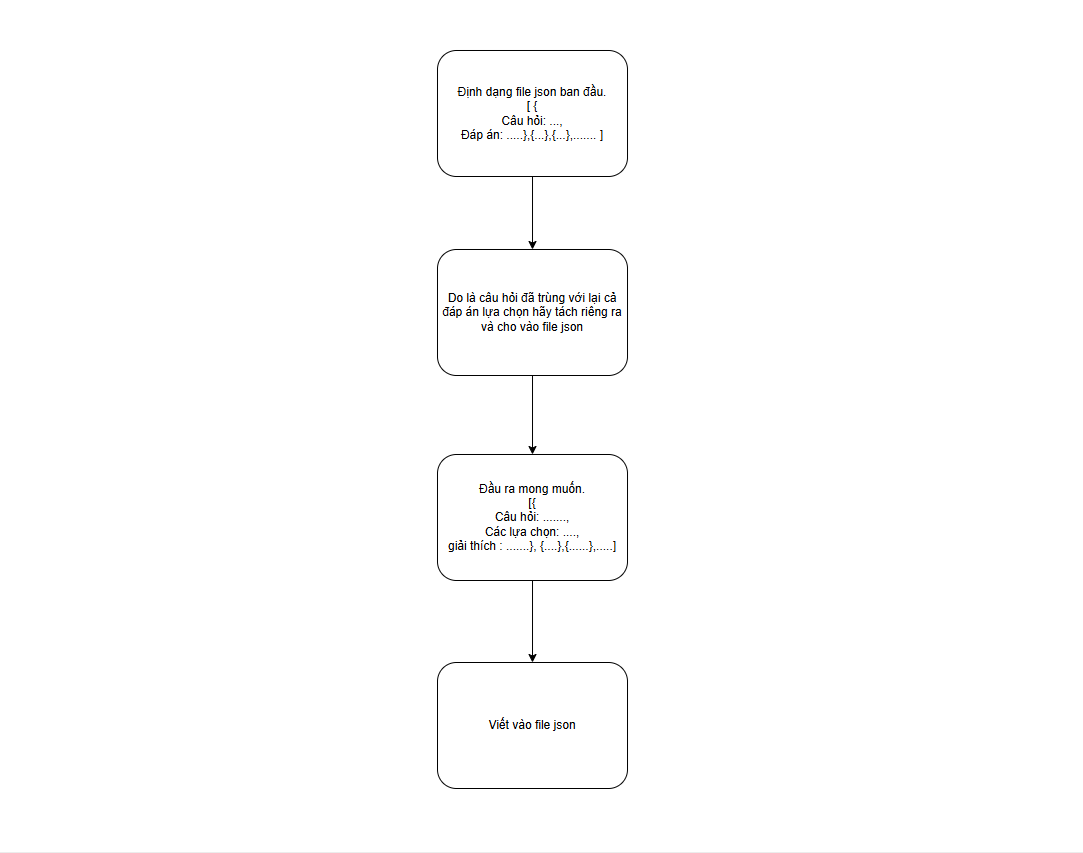 Định dạng file json ban đầu.
[ {
Câu hỏi: ...,
Đáp án: .....},{...},{...},....... ]
Do là câu hỏi đã trùng với lại cả
đáp án lựa chọn hãy tách riêng ra
và cho vào file json
Đầu ra mong muốn.
[{
Câu hỏi: .......,
Các lựa chọn: ....,
giải thích : .......}, {....},{......},.....]
Viết vào file json